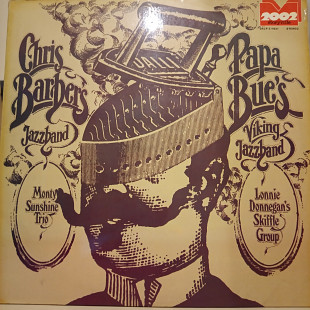 2002
Chris
Barber's
Jazzband
Papa
Bue's
Viking
Jazzband
Monty
Sunshine
Trio
Lonnie
Donnegan's
Skiffle
Group